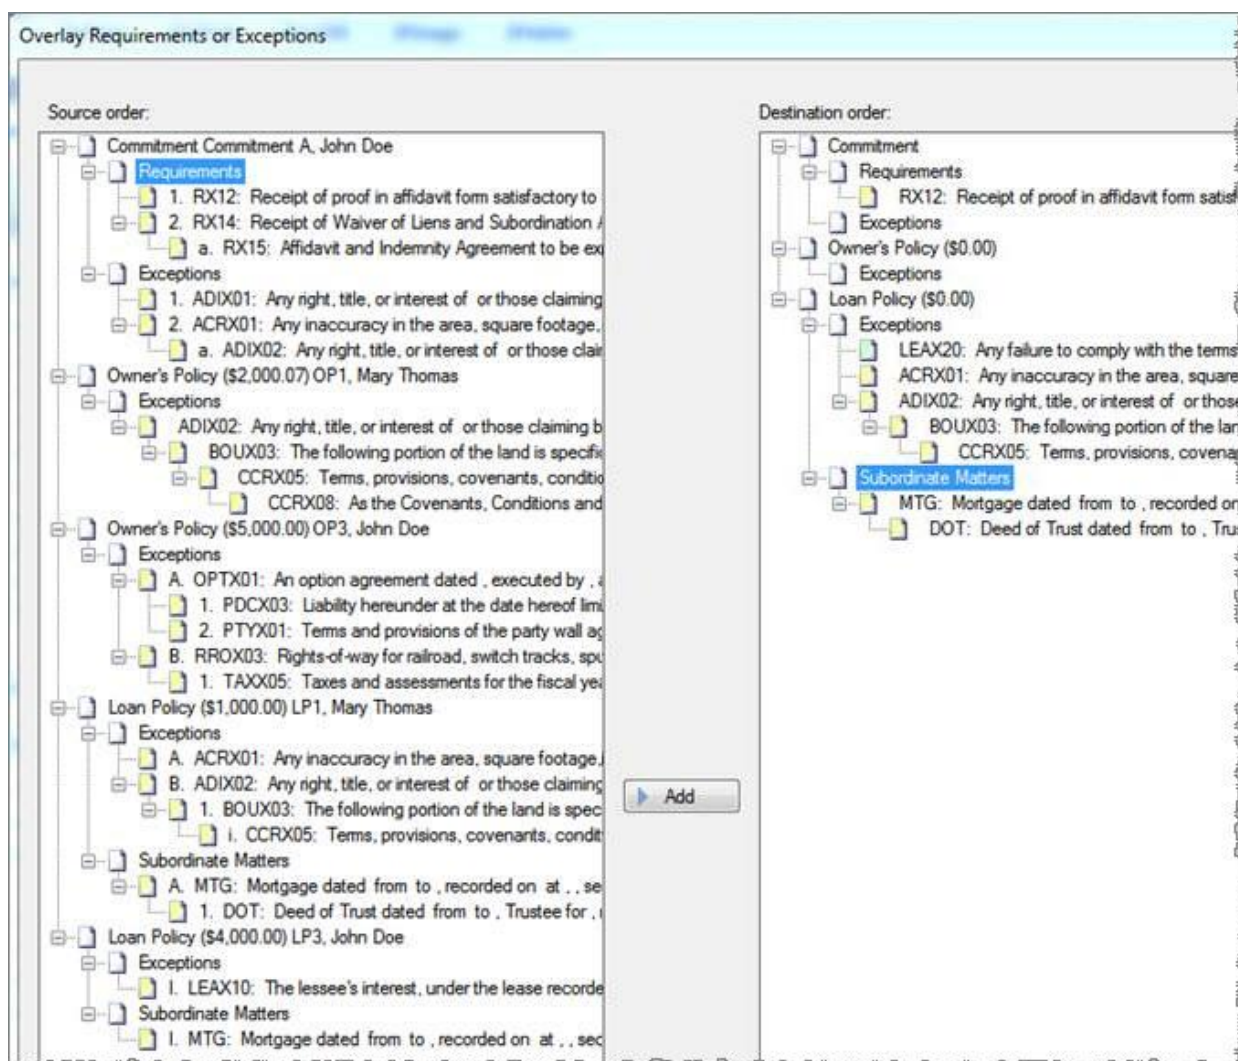 Overlay Requirements or Exceptions
Source order:
Commitment Commitment A, John Doe
Requirements
1. RX12: Receipt of proof in affidavit form satisfactory to
2. RX14: Receipt of Waiver of Liens and Subordination
a. RX15: Affidavit and Indemnity Agreement to be
Exceptions
1. ADIX01: Any right, title, or interest of or those claiming
2. ACRX01: Any inaccuracy in the area, square footage,
a. ADIX02: Any right, title, or interest of or those
Owner's Policy ($2,000.07) OP1, Mary Thomas
Exceptions
ADIX02: Any right, title, or interest of or those claiming b
BOUX03: The following portion of the land is
CCRX05: Terms, provisions, covenants,
CCRX08: As the Covenants, Conditions and
Owner's Policy ($5,000.00) OP3, John Doe
Exceptions
A. OPTX01: An option agreement dated , executed by ,
1. PDCX03: Liability hereunder at the date hereof
2. PTYX01: Terms and provisions of the party wall
B. RROX03: Rights-of-way for railroad, switch tracks,
1. TAXX05: Taxes and assessments for the fiscal
Loan Policy ($1,000.00) LP1, Mary Thomas
Exceptions
A. ACRX01: Any inaccuracy in the area, square footage,
B. ADIX02: Any right, title, or interest of or those claiming
1. BOUX03: The following portion of the land is spec
i. CCRX05: Terms, provisions, covenants, condit
Subordinate Matters
A. MTG: Mortgage dated from to , recorded on at , , se
1. DOT: Deed of Trust dated from to , Trustee for ,
Loan Policy ($4,000.00) LP3, John Doe
Exceptions
I. LEAX10: The lessee's interest, under the lease recorde
Subordinate Matters
I. MTG: Mortgage dated from to , recorded on at , , sec
Add
Destination order:
Commitment
Requirements
RX12: Receipt of proof in affidavit form
Exceptions
Owner's Policy ($0.00)
Exceptions
Loan Policy ($0.00)
Exceptions
LEAX20: Any failure to comply with the terms
ACRX01: Any inaccuracy in the area, square
ADIX02: Any right, title, or interest of or those
BOUX03: The following portion of the
CCRX05: Terms, provisions,
Subordinate Matters
MTG: Mortgage dated from to , recorded on
DOT: Deed of Trust dated from to ,